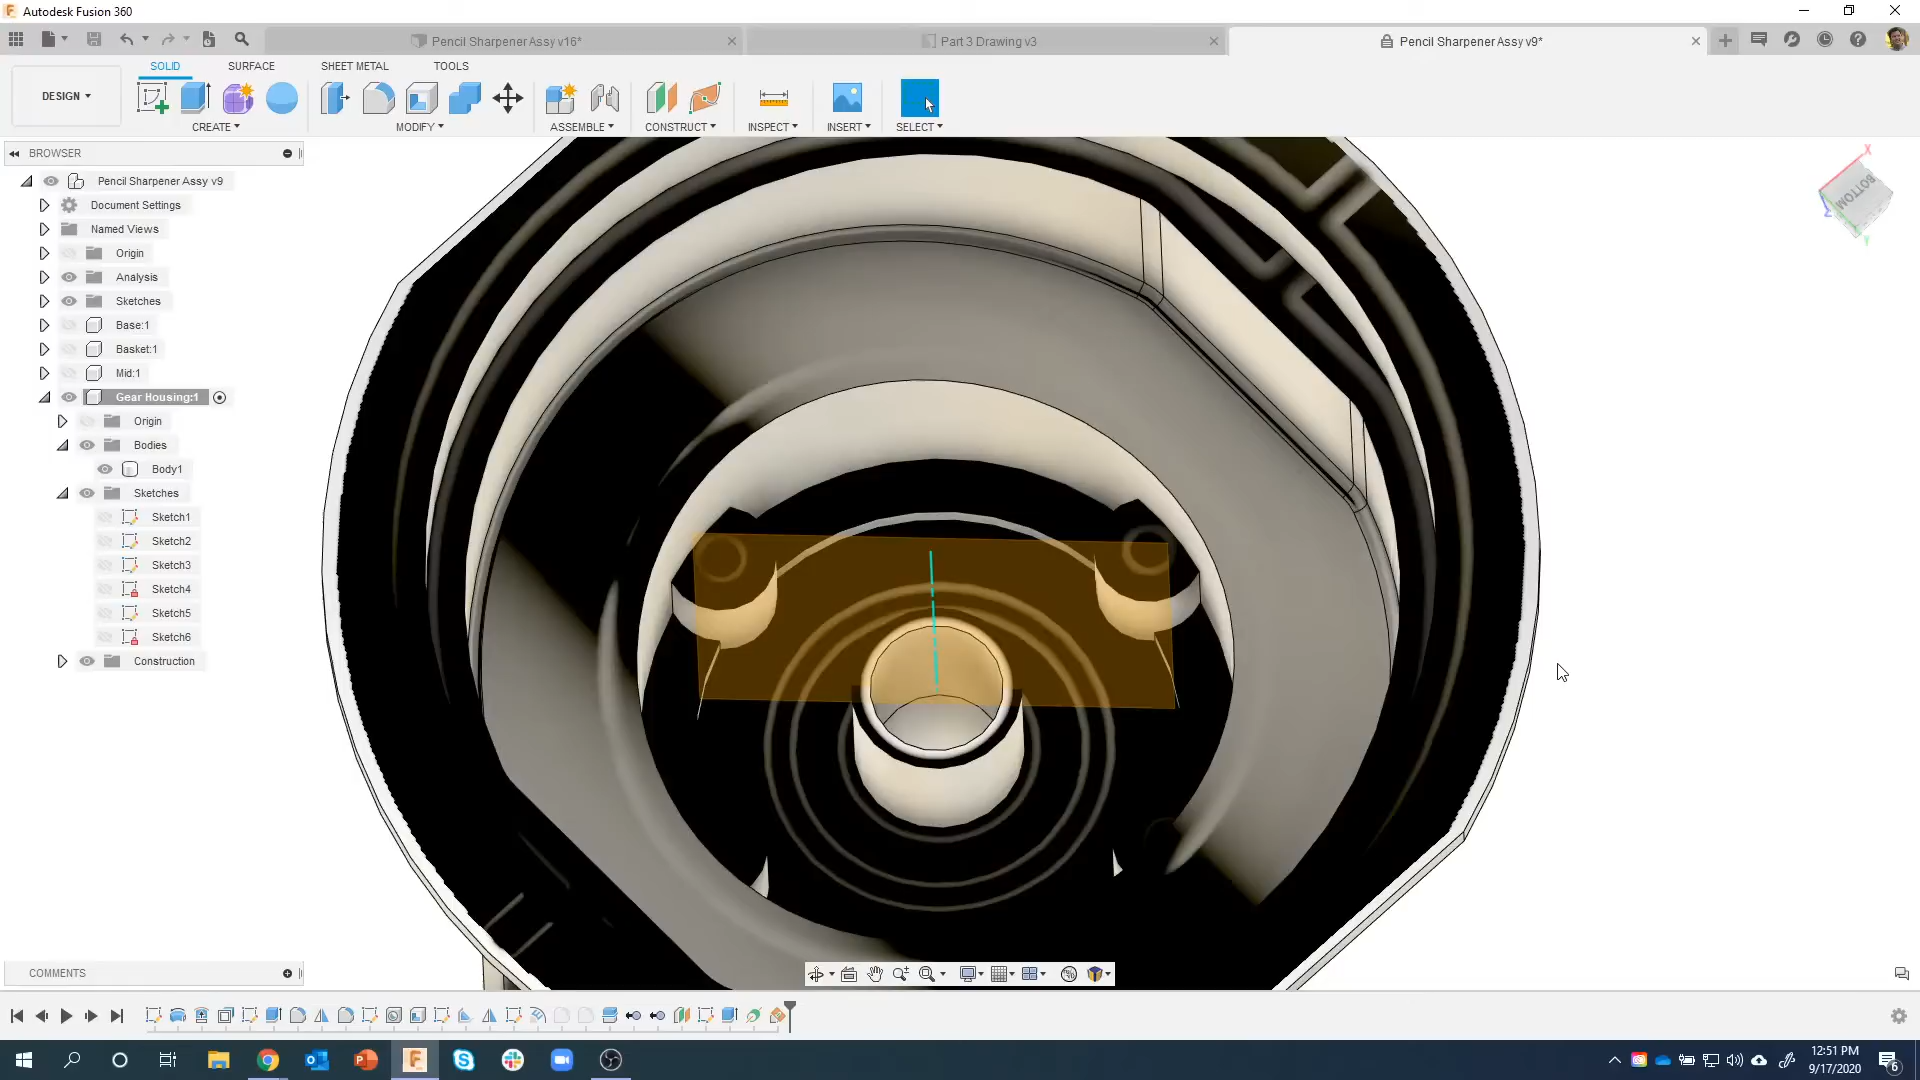 Autodesk Fusion 360
Pencil Sharpener Assy v16*
Part 3 Drawing v3
Pencil Sharpener Assy v9*
SOLID
SURFACE
SHEET METAL
TOOLS
DESIGN
CREATE
MODIFY
ASSEMBLE
CONSTRUCT
INSPECT
INSERT
SELECT
BROWSER
Pencil Sharpener Assy v9
Document Settings
Named Views
Origin
Analysis
Sketches
Base:1
Basket:1
Mid:1
Gear Housing:1
Origin
Bodies
Body1
Sketches
Sketch1
Sketch2
Sketch3
Sketch4
Sketch5
Sketch6
Construction
X
BOTTOM
Z
Y
COMMENTS
12:51 PM
9/17/2020
6